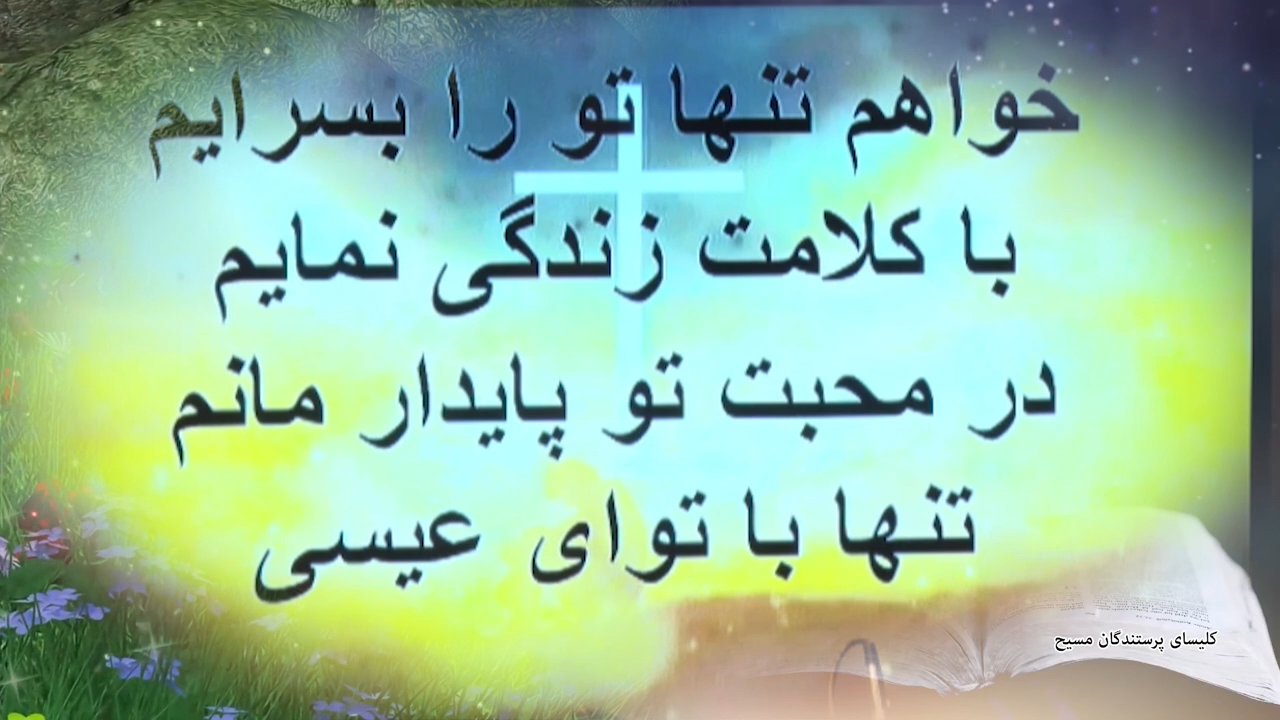 خواهم تنها تو را بسرایم
با کلامت زندگی نمایم
در محبت تو پایدار مانم
تنها با توای عیسی
کلیسای پرستندگان مسیح